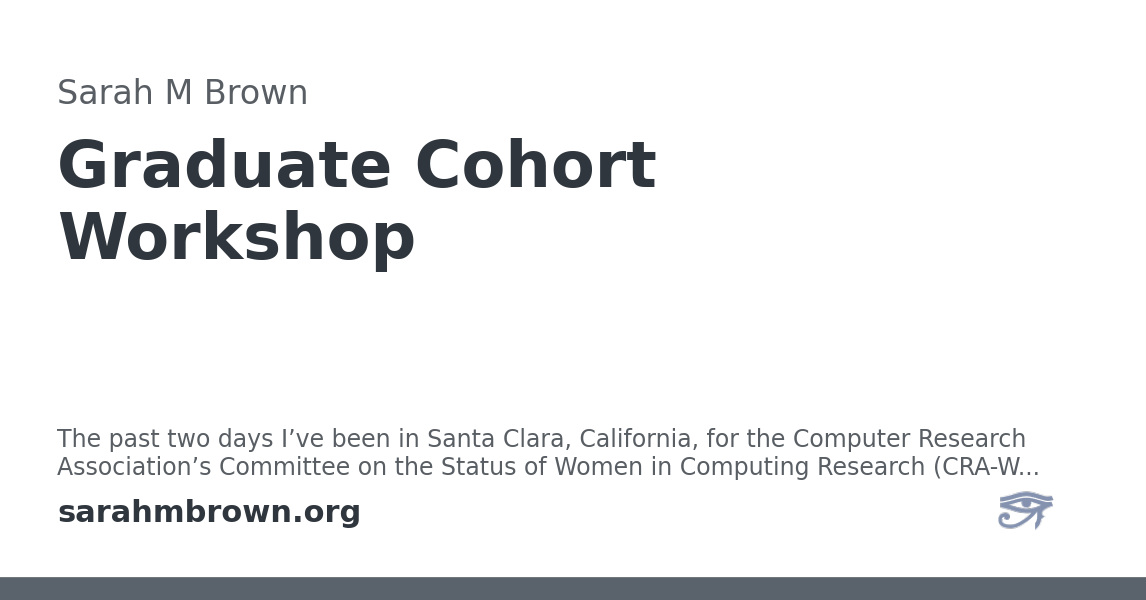 Sarah M Brown
Graduate Cohort
Workshop
The past two days I’ve been in Santa Clara, California, for the Computer Research
Association’s Committee on the Status of Women in Computing Research (CRA-W...
sarahmbrown.org